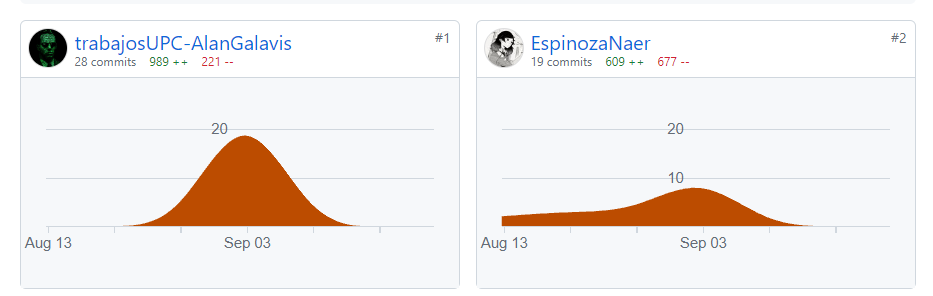 trabajosUPC-AlanGalavis
#1
28 commits 989 ++ 221 --
20
Aug 13 Sep 03
EspinozaNaer
#2
19 commits 609 ++ 677 --
20
10
Aug 13 Sep 03